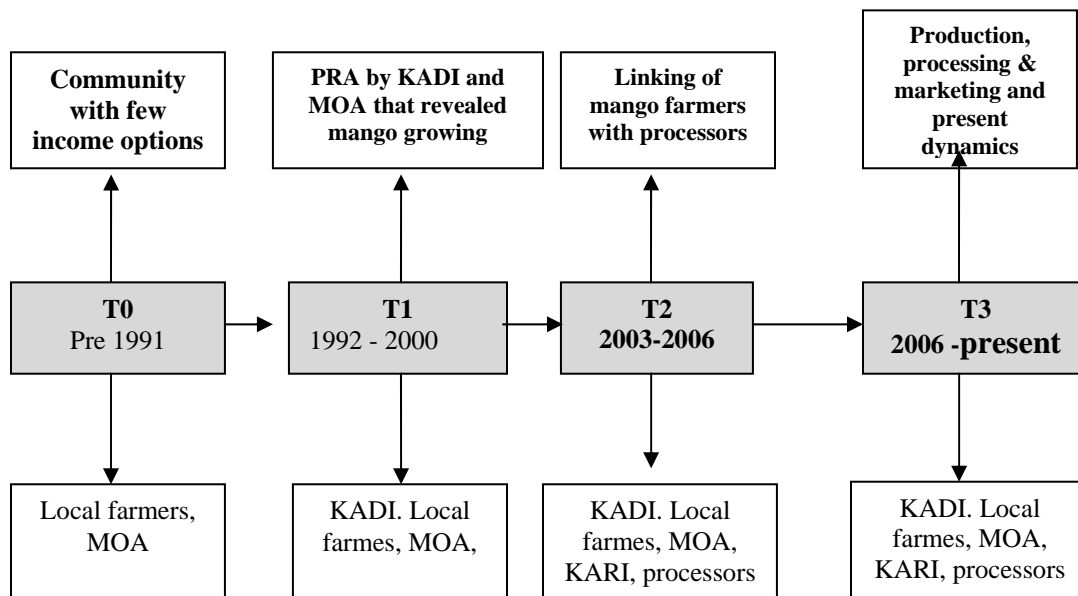 Community
with few
income options
PRA by KADI and
MOA that revealed
mango growing
Linking of
mango farmers
with processors
Production,
processing &
marketing and
present
dynamics
T0
Pre 1991
T1
1992 - 2000
T2
2003-2006
T3
2006 -present
Local farmers,
MOA
KADI. Local
farmes, MOA,
KADI. Local
farmes, MOA,
KARI, processors
KADI. Local
farmes, MOA,
KARI, processors